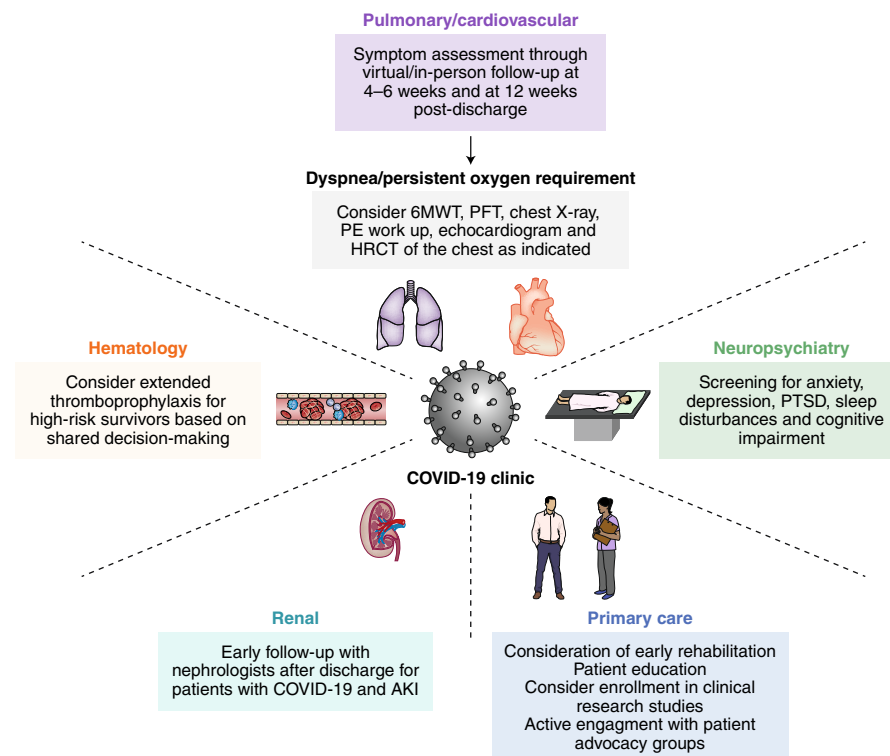 Pulmonary/cardiovascular
Symptom assessment through
virtual/in-person follow-up at
4–6 weeks and at 12 weeks
post-discharge
Dyspnea/persistent oxygen requirement
Consider 6MWT, PFT, chest X-ray,
PE work up, echocardiogram and
HRCT of the chest as indicated
Hematology
Consider extended
thromboprophylaxis for
high-risk survivors based on
shared decision-making
Neuropsychiatry
Screening for anxiety,
depression, PTSD, sleep
disturbances and cognitive
impairment
COVID-19 clinic
Renal
Early follow-up with
nephrologists after discharge for
patients with COVID-19 and AKI
Primary care
Consideration of early rehabilitation
Patient education
Consider enrollment in clinical
research studies
Active engagment with patient
advocacy groups